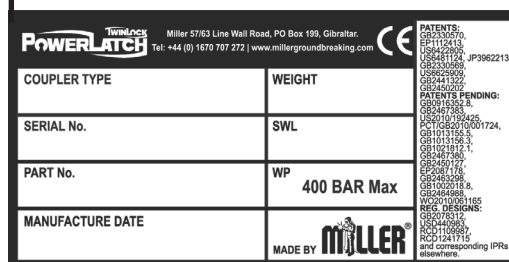 TWINLOCK
POWERLATCH
Miller 57/63 Line Wall Road, PO Box 199, Gibraltar.
Tel: +44 (0) 1670 707 272 | www.millergroundbreaking.com
CE
COUPLER TYPE
WEIGHT
SERIAL No.
SWL
PART No.
WP
400 BAR Max
MANUFACTURE DATE
MADE BY MILLER®
PATENTS:
GB2330570,
EP1112413,
US6422805,
US6481124, JP3962213
GB2330569,
US6625909,
GB2441322,
GB2450202
PATENTS PENDING:
GB0916352.8,
GB2467383,
US2010/192425,
PCT/GB2010/001724,
GB1013155.5,
GB1013156.3,
GB1021812.1,
GB2467380,
GB2450127,
EP2087178,
GB2463298,
GB1002018.8,
GB2464988,
WO2010/061165
REG. DESIGNS:
GB2078312,
USD440983,
RCD1109987,
RCD1241715
and corresponding IPRs
elsewhere.